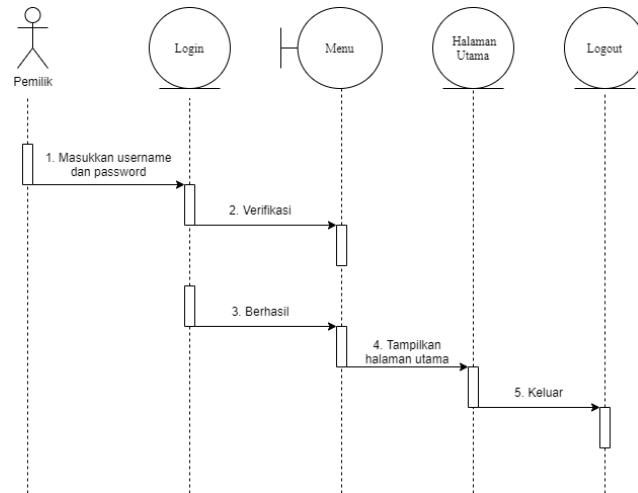 Pemilik
Login
Menu
Halaman
Utama
Logout
1. Masukkan username
dan password
2. Verifikasi
3. Berhasil
4. Tampilkan
halaman utama
5. Keluar